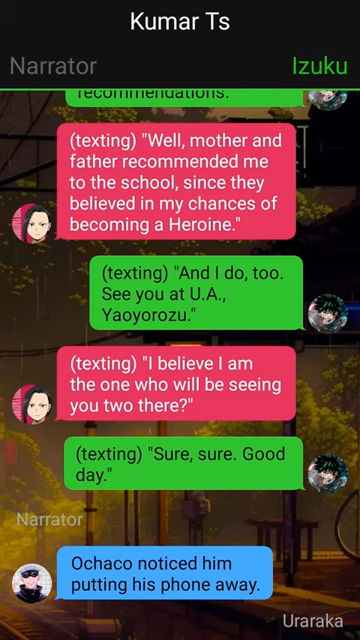 Kumar Ts
Narrator
Izuku
recommendations.
(texting) "Well, mother and
father recommended me
to the school, since they
believed in my chances of
becoming a Heroine."
(texting) "And I do, too.
See you at U.A.,
Yaoyorozu."
(texting) "I believe I am
the one who will be seeing
you two there?"
(texting) "Sure, sure. Good
day."
Narrator
Ochaco noticed him
putting his phone away.
Uraraka